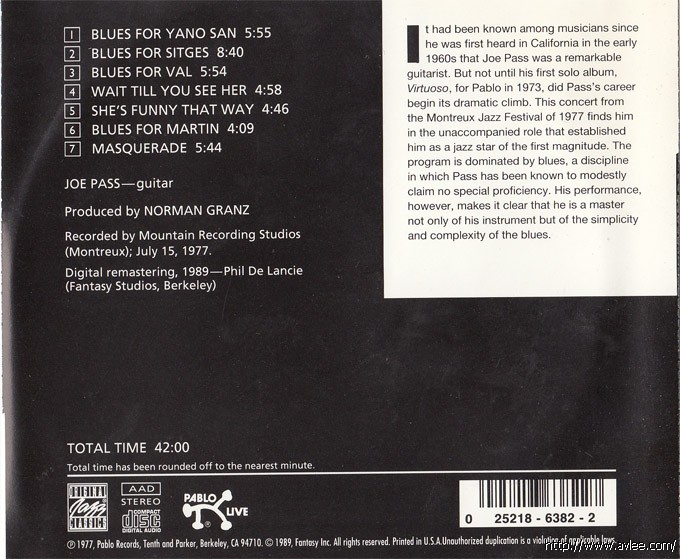 1 BLUES FOR YANO SAN 5:55
2 BLUES FOR SITGES 8:40
3 BLUES FOR VAL 5:54
4 WAIT TILL YOU SEE HER 4:58
5 SHE'S FUNNY THAT WAY 4:46
6 BLUES FOR MARTIN 4:09
7 MASQUERADE 5:44
JOE PASS—guitar
Produced by NORMAN GRANZ
Recorded by Mountain Recording Studios
(Montreux); July 15, 1977.
Digital remastering, 1989—Phil De Lancie
(Fantasy Studios, Berkeley)
It had been known among musicians since
he was first heard in California in the early
1960s that Joe Pass was a remarkable
guitarist. But not until his first solo album,
Virtuoso, for Pablo in 1973, did Pass's career
begin its dramatic climb. This concert from
the Montreux Jazz Festival of 1977 finds him
in the unaccompanied role that established
him as a jazz star of the first magnitude. The
program is dominated by blues, a discipline
in which Pass has been known to modestly
claim no special proficiency. His performance,
however, makes it clear that he is a master
not only of his instrument but of the simplicity
and complexity of the blues.
TOTAL TIME 42:00
Total time has been rounded off to the nearest minute.
ORIGINAL
Jazz
CLASSICS
AAD
STEREO
COMPACT
disc
DIGITAL AUDIO
PABLO
LIVE
®
0 25218-6382-2
℗ 1977, Pablo Records, Tenth and Parker, Berkeley, CA 94710. © 1989, Fantasy Inc. All rights reserved. Printed in U.S.A. Unauthorized duplication is a violation of applicable laws.
http://www.avlee.com